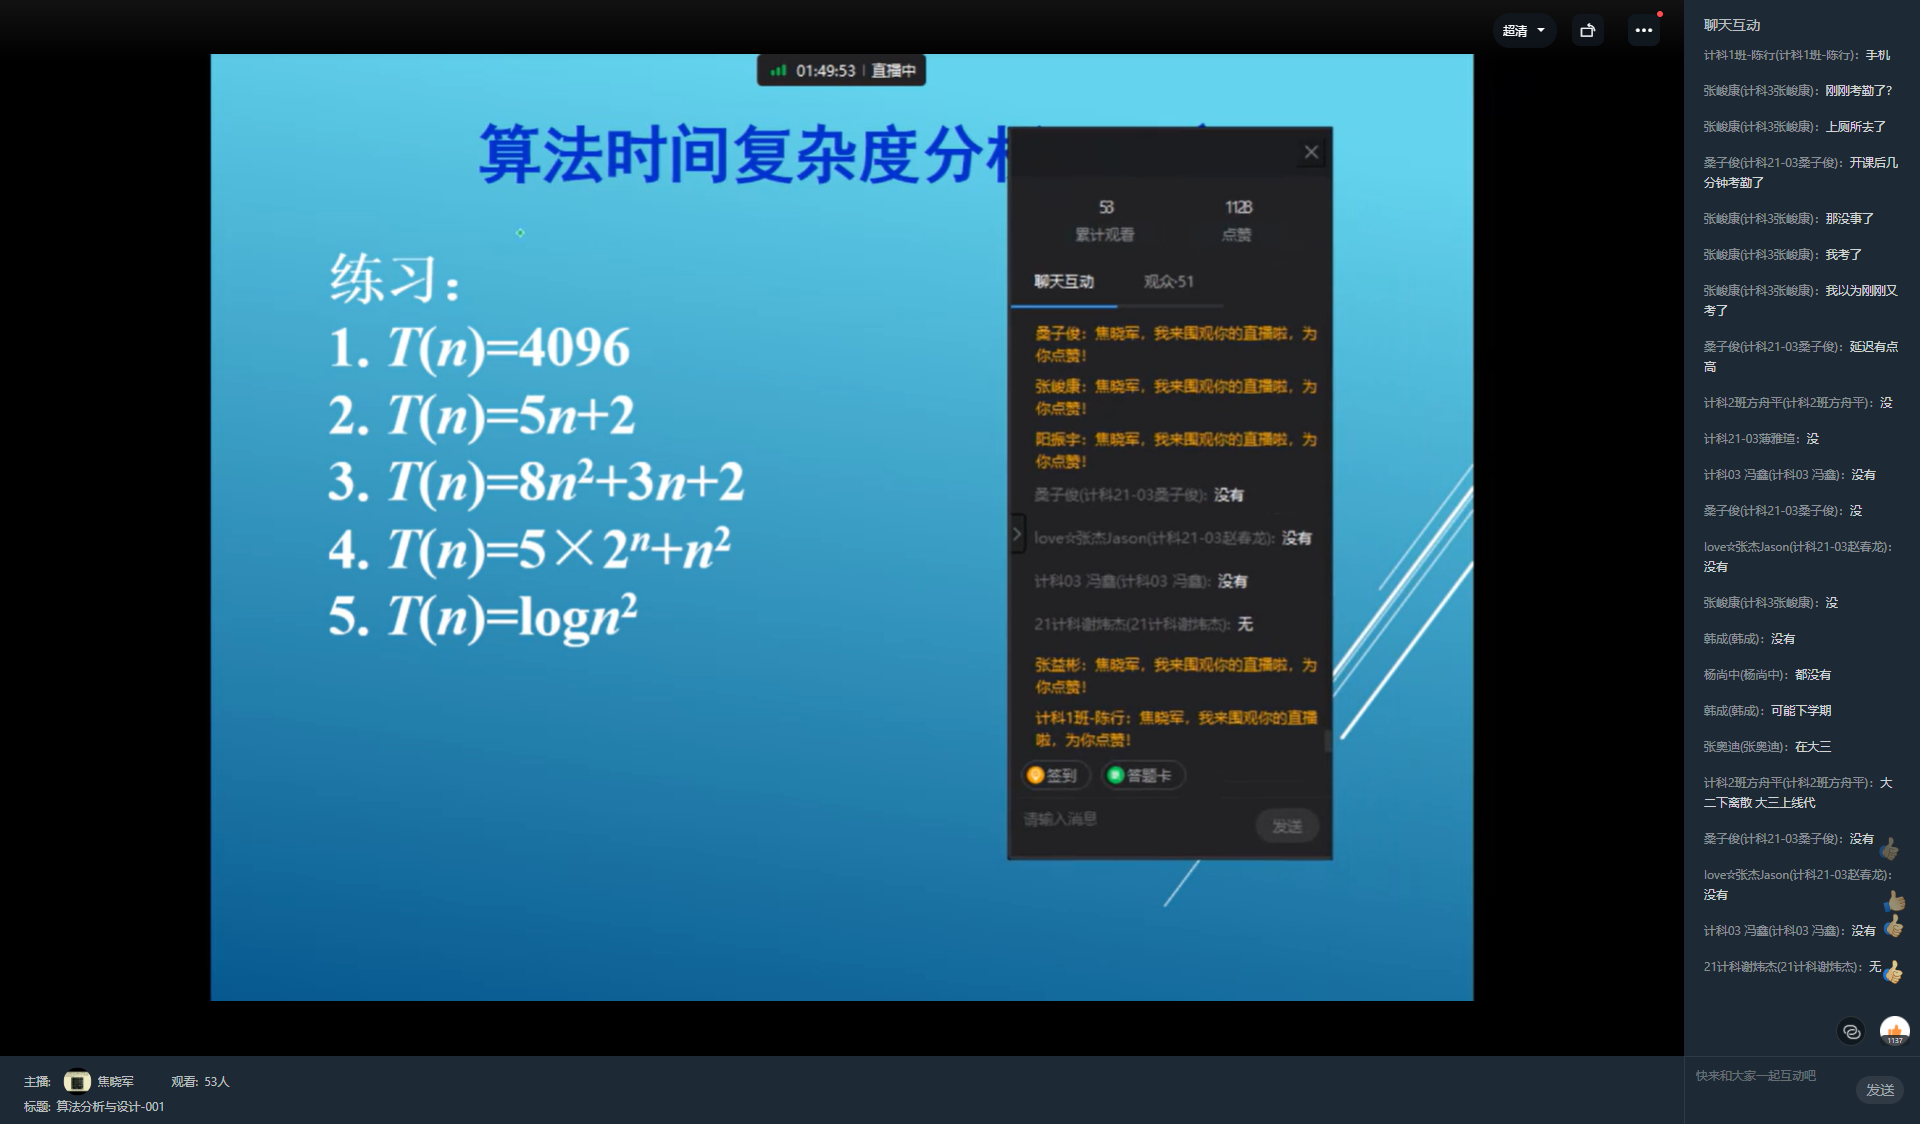 超清
01:49:53 | 直播中
算法时间复杂度分
练习：
1. T(n)=4096
2. T(n)=5n+2
3. T(n)=8n²+3n+2
4. T(n)=5×2ⁿ+n²
5. T(n)=logn²
53
1128
累计观看
点赞
聊天互动
观众·51
桑子俊：焦晓军，我来围观你的直播啦，为
你点赞！
张峻康：焦晓军，我来围观你的直播啦，为
你点赞！
阳振宇：焦晓军，我来围观你的直播啦，为
你点赞！
桑子俊(计科21-03桑子俊): 没有
love☆张杰Jason(计科21-03赵春龙): 没有
计科03 冯鑫(计科03 冯鑫): 没有
21计科谢炜杰(21计科谢炜杰): 无
张益彬：焦晓军，我来围观你的直播啦，为
你点赞！
计科1班-陈行：焦晓军，我来围观你的直播
啦，为你点赞！
签到
答题卡
请输入消息
发送
聊天互动
计科1班-陈行(计科1班-陈行)：手机
张峻康(计科3张峻康)：刚刚考勤了?
张峻康(计科3张峻康)：上厕所去了
桑子俊(计科21-03桑子俊)：开课后几
分钟考勤了
张峻康(计科3张峻康)：那没事了
张峻康(计科3张峻康)：我考了
张峻康(计科3张峻康)：我以为刚刚又
考了
桑子俊(计科21-03桑子俊)：延迟有点
高
计科2班方舟平(计科2班方舟平)：没
计科21-03薄雅瑄：没
计科03 冯鑫(计科03 冯鑫)：没有
桑子俊(计科21-03桑子俊)：没
love☆张杰Jason(计科21-03赵春龙)：
没有
张峻康(计科3张峻康)：没
韩成(韩成)：没有
杨尚中(杨尚中)：都没有
韩成(韩成)：可能下学期
张奥迪(张奥迪)：在大三
计科2班方舟平(计科2班方舟平)：大
二下离散 大三上线代
桑子俊(计科21-03桑子俊)：没有
love☆张杰Jason(计科21-03赵春龙)：
没有
计科03 冯鑫(计科03 冯鑫)：没有
21计科谢炜杰(21计科谢炜杰)：无
1137
快来和大家一起互动吧
发送
主播: 焦晓军 观看: 53人
标题: 算法分析与设计-001